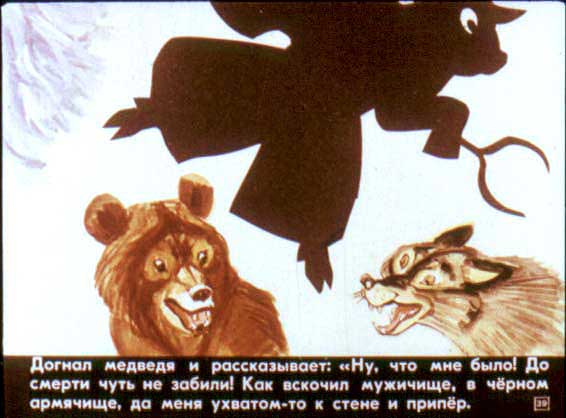 Догнал медведя и рассказывает: «Ну, что мне было! До
смерти чуть не забили! Как вскочил мужичище, в чёрном
армячище, да меня ухватом-то к стене и припёр.
29